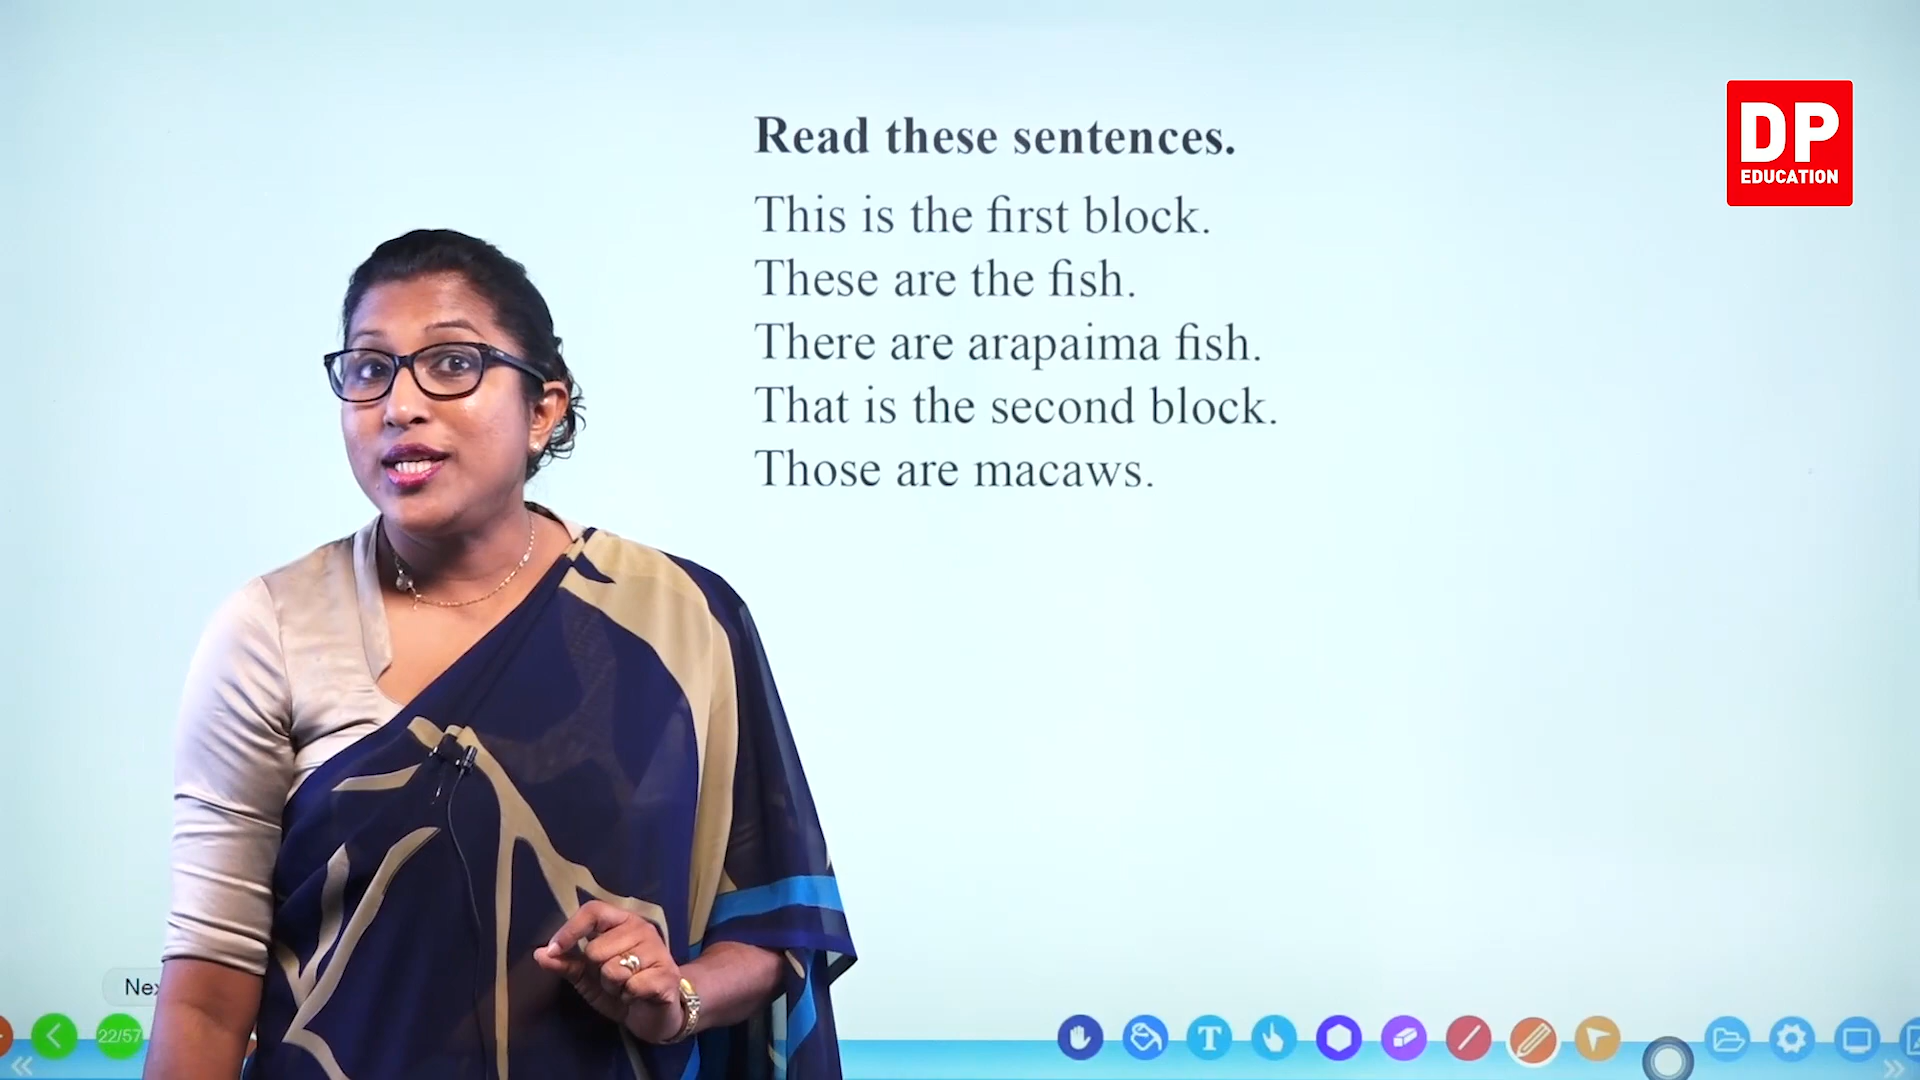 DP
EDUCATION
Read these sentences.
This is the first block.
These are the fish.
There are arapaima fish.
That is the second block.
Those are macaws.
22/57
T